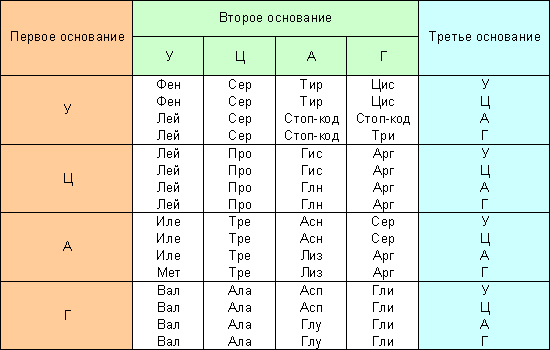 Первое основание Второе основание Третье основание
У Ц А Г
У
Фен Сер Тир Цис У
Фен Сер Тир Цис Ц
Лей Сер Стоп-код Стоп-код А
Лей Сер Стоп-код Три Г
Ц
Лей Про Гис Арг У
Лей Про Гис Арг Ц
Лей Про Глн Арг А
Лей Про Глн Арг Г
А
Иле Тре Асн Сер У
Иле Тре Асн Сер Ц
Иле Тре Лиз Арг А
Мет Тре Лиз Арг Г
Г
Вал Ала Асп Гли У
Вал Ала Асп Гли Ц
Вал Ала Глу Гли А
Вал Ала Глу Гли Г